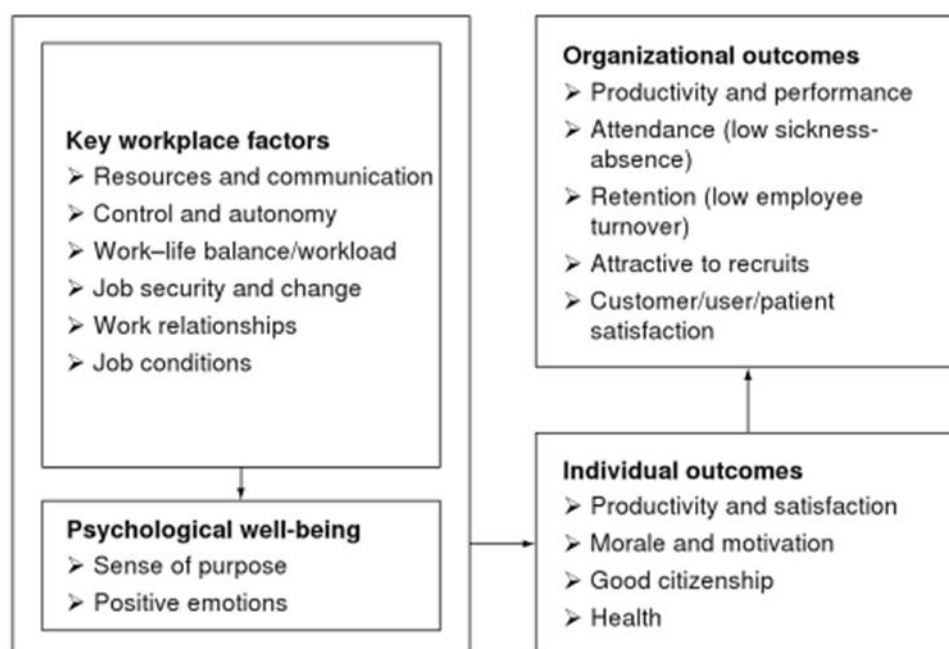 Key workplace factors
➢ Resources and communication
➢ Control and autonomy
➢ Work–life balance/workload
➢ Job security and change
➢ Work relationships
➢ Job conditions
Psychological well-being
➢ Sense of purpose
➢ Positive emotions
Organizational outcomes
➢ Productivity and performance
➢ Attendance (low sickness-
absence)
➢ Retention (low employee
turnover)
➢ Attractive to recruits
➢ Customer/user/patient
satisfaction
Individual outcomes
➢ Productivity and satisfaction
➢ Morale and motivation
➢ Good citizenship
➢ Health